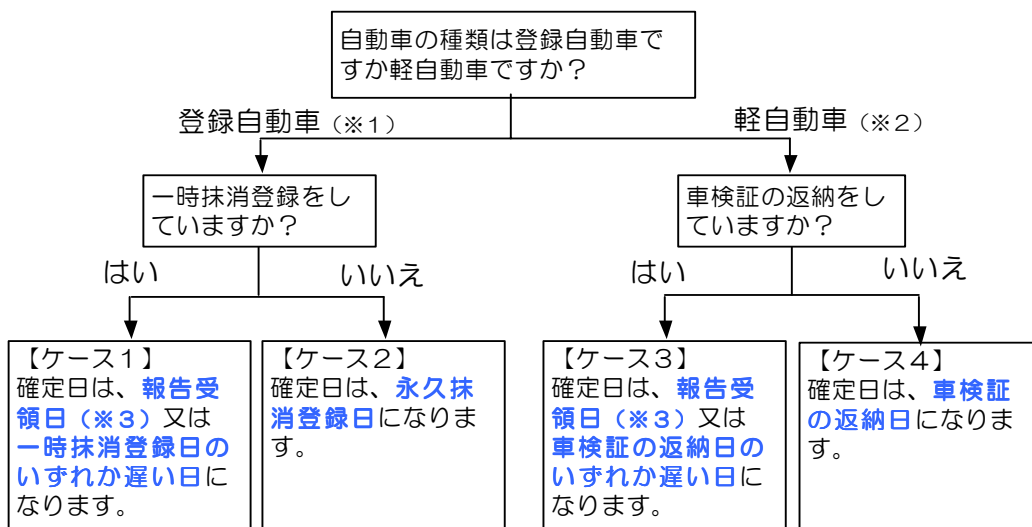 自動車の種類は登録自動車で
すか軽自動車ですか？
登録自動車（※１）
軽自動車（※２）
一時抹消登録をし
ていますか？
車検証の返納をし
ていますか？
はい
いいえ
はい
いいえ
【ケース１】
確定日は、報告受
領日（※３）又は
一時抹消登録日の
いずれか遅い日に
なります。
【ケース２】
確定日は、永久抹
消登録日になりま
す。
【ケース３】
確定日は、報告受
領日（※３）又は
車検証の返納日の
いずれか遅い日に
なります。
【ケース４】
確定日は、車検証
の返納日になりま
す。